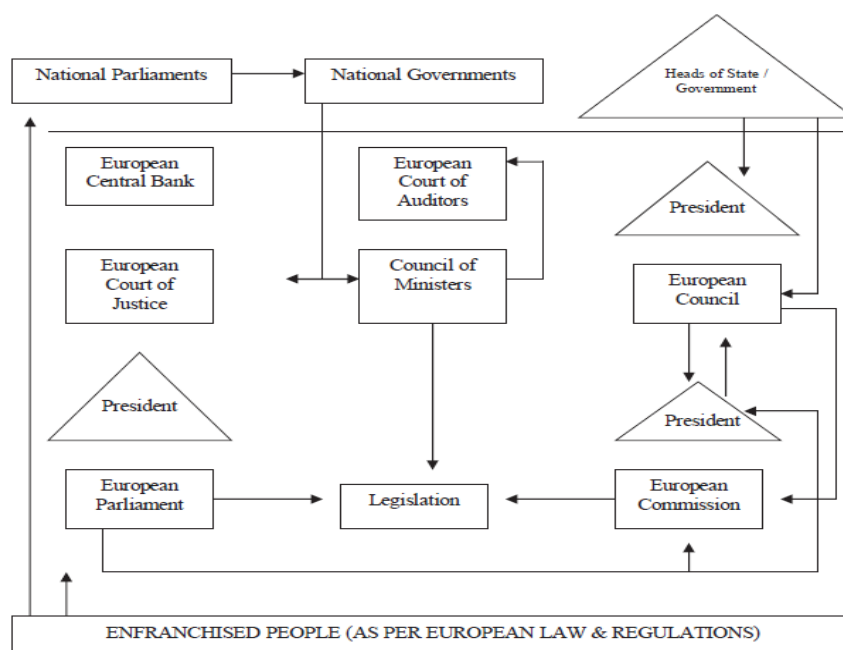 National Parliaments
National Governments
Heads of State /
Government
European
Central Bank
European
Court of
Auditors
President
European
Court of
Justice
Council of
Ministers
European
Council
President
President
European
Parliament
Legislation
European
Commission
ENFRANCHISED PEOPLE (AS PER EUROPEAN LAW & REGULATIONS)